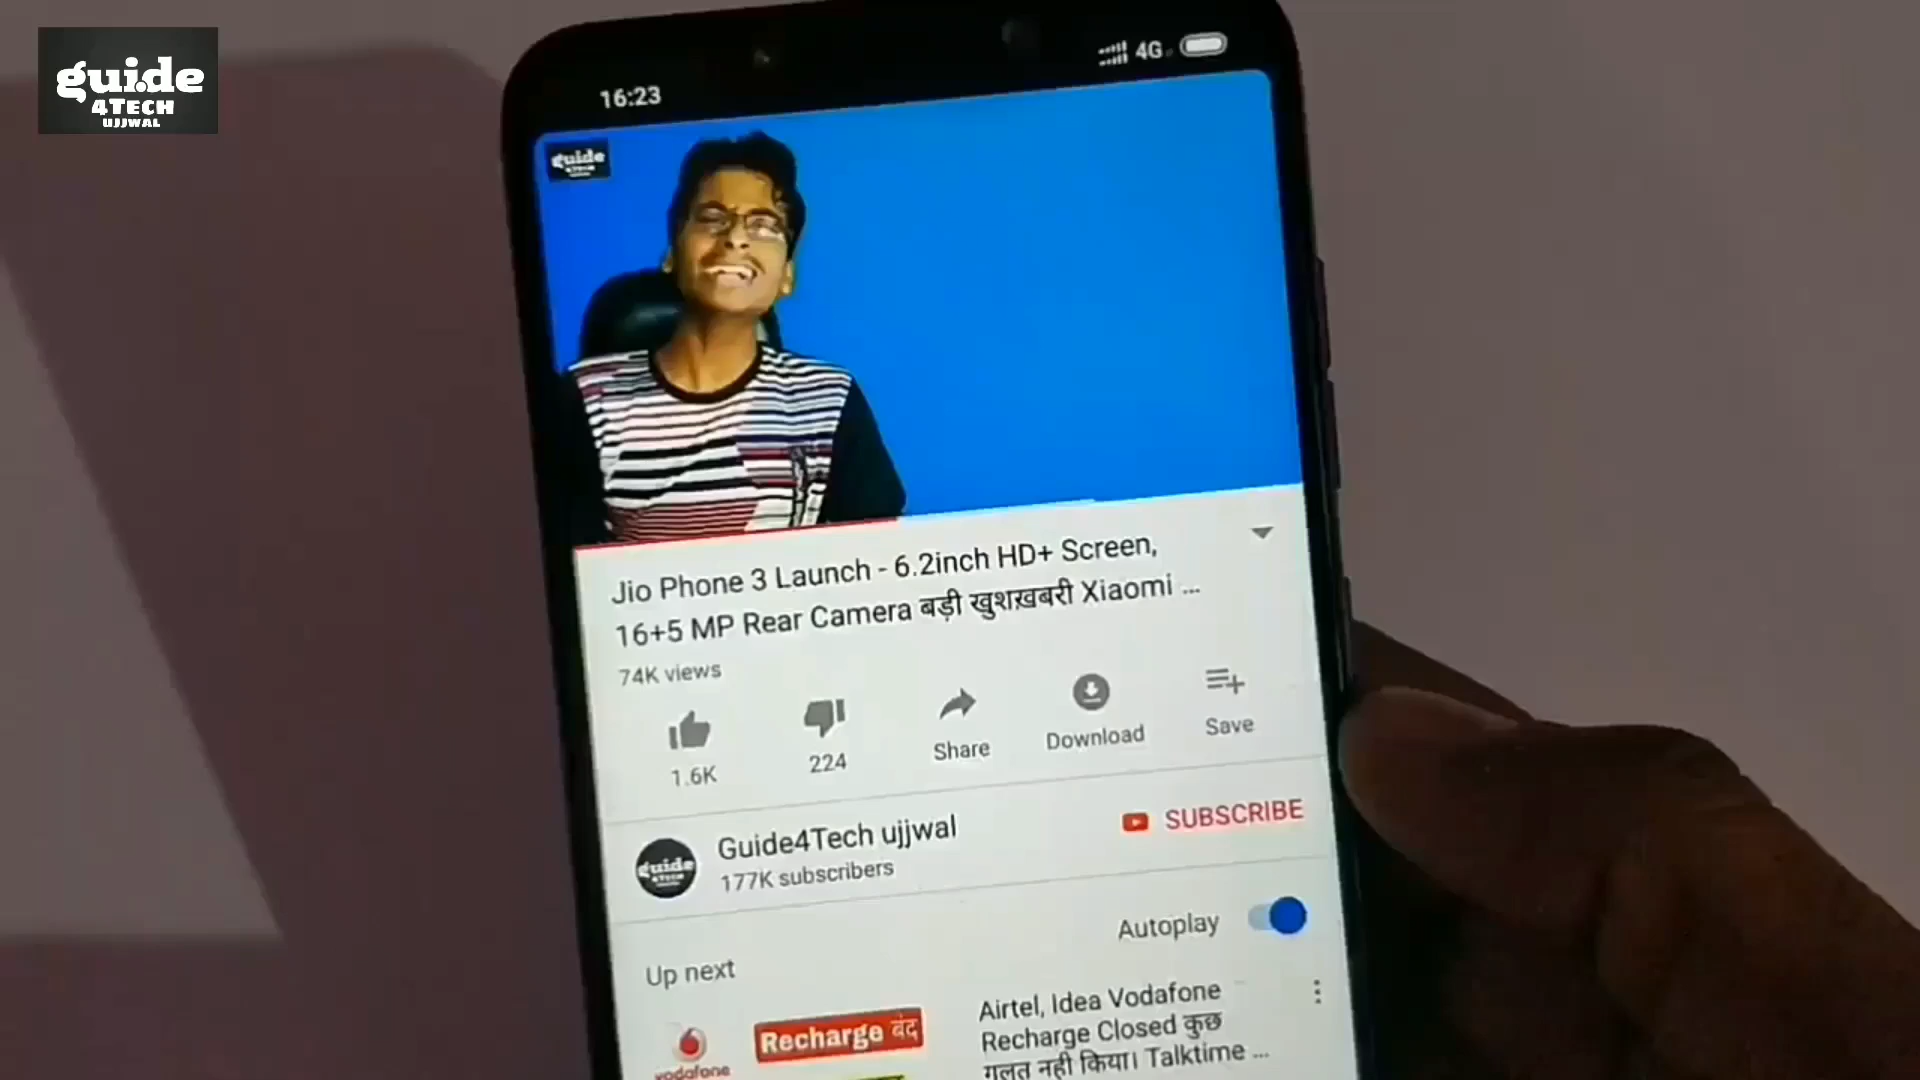 guide
4TECH
UJJWAL
16:23
4G
guide
Jio Phone 3 Launch - 6.2inch HD+ Screen,
16+5 MP Rear Camera बड़ी खुशख़बरी Xiaomi ...
74K views
1.6K
224
Share
Download
Save
guide
Guide4Tech ujjwal
177K subscribers
SUBSCRIBE
Autoplay
Up next
vodafone
Recharge बंद
Airtel, Idea Vodafone
Recharge Closed कुछ
गलत नही किया। Talktime ...